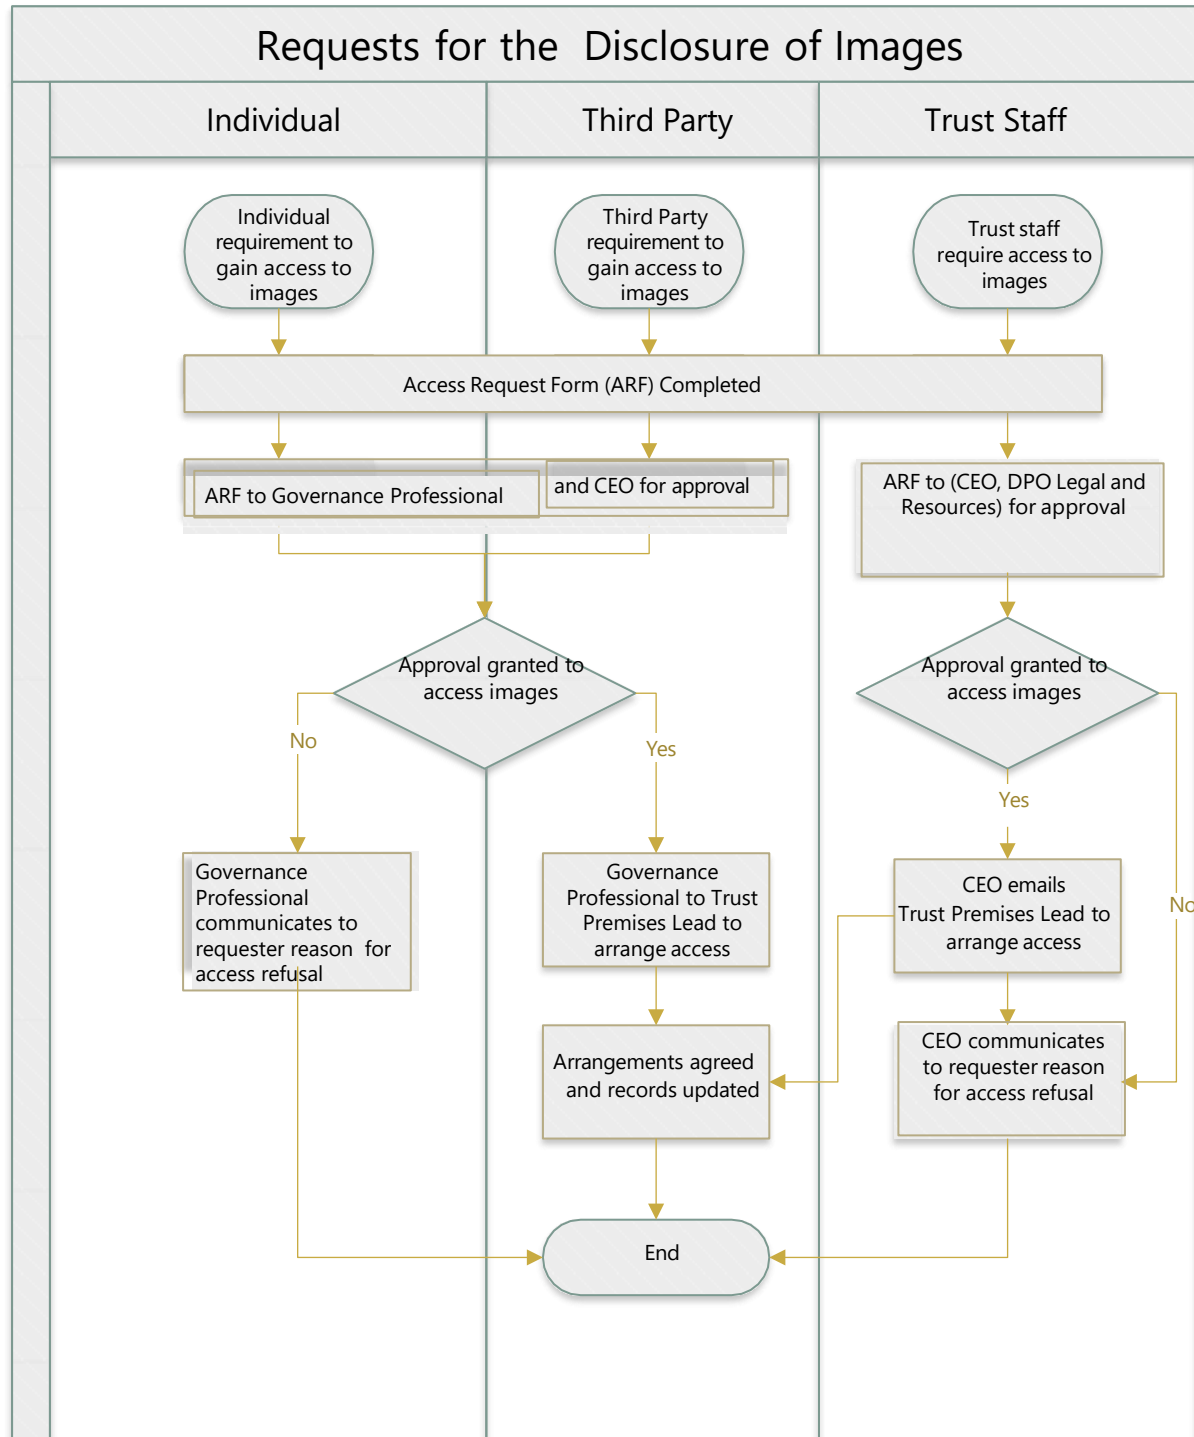 Requests for the Disclosure of Images
Individual
Third Party
Trust Staff
Individual
requirement to
gain access to
images
Third Party
requirement to
gain access to
images
Trust staff
require access to
images
Access Request Form (ARF) Completed
ARF to Governance Professional
and CEO for approval
ARF to (CEO, DPO Legal and
Resources) for approval
Approval granted to
access images
Approval granted to
access images
No
Yes
Yes
No
Governance
Professional
communicates to
requester reason for
access refusal
Governance
Professional to Trust
Premises Lead to
arrange access
CEO emails
Trust Premises Lead to
arrange access
Arrangements agreed
and records updated
CEO communicates
to requester reason
for access refusal
End